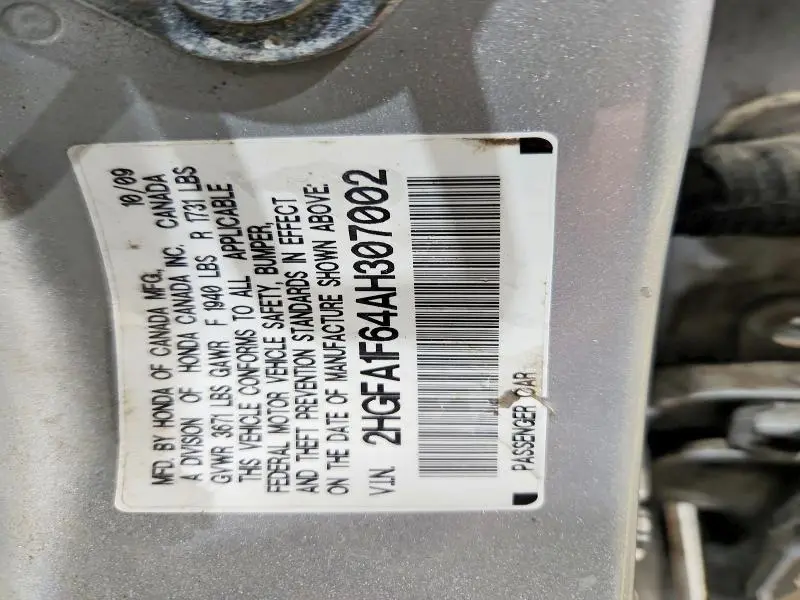 MFD. BY HONDA OF CANADA MFG., 10/09
A DIVISION OF HONDA CANADA INC. CANADA
GVWR 3671 LBS GAWR F 1940 LBS R 1731 LBS
THIS VEHICLE CONFORMS TO ALL APPLICABLE
FEDERAL MOTOR VEHICLE SAFETY, BUMPER,
AND THEFT PREVENTION STANDARDS IN EFFECT
ON THE DATE OF MANUFACTURE SHOWN ABOVE.
V.I.N. 2HGFA1F64AH307002
PASSENGER CAR